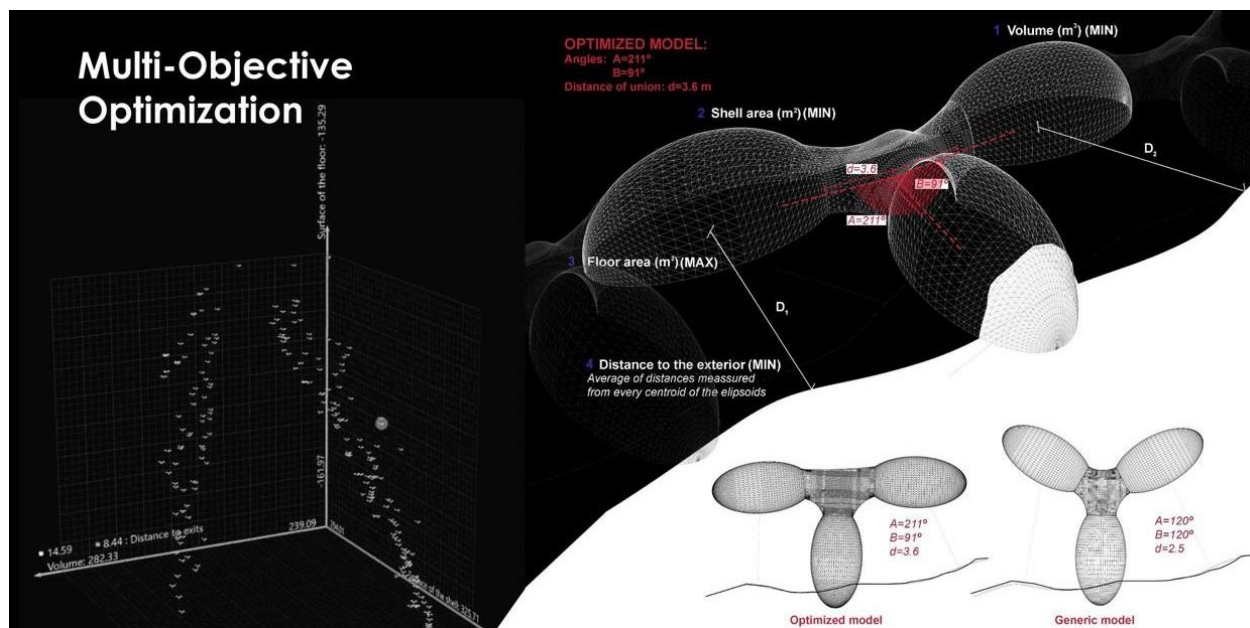 Multi-Objective
Optimization
Surface of the floor: -135.29
-161.97
239.09
14.59
8.44 : Distance to exits
Volume: 282.33
325.71
OPTIMIZED MODEL:
Angles: A=211º
B=91º
Distance of union: d=3.6 m
1 Volume (m³) (MIN)
2 Shell area (m²) (MIN)
D₂
d=3.6
B=91º
A=211º
3 Floor area (m²) (MAX)
D₁
4 Distance to the exterior (MIN)
Average of distances meassured
from every centroid of the elipsoids
A=211º
B=91º
d=3.6
Optimized model
A=120º
B=120º
d=2.5
Generic model